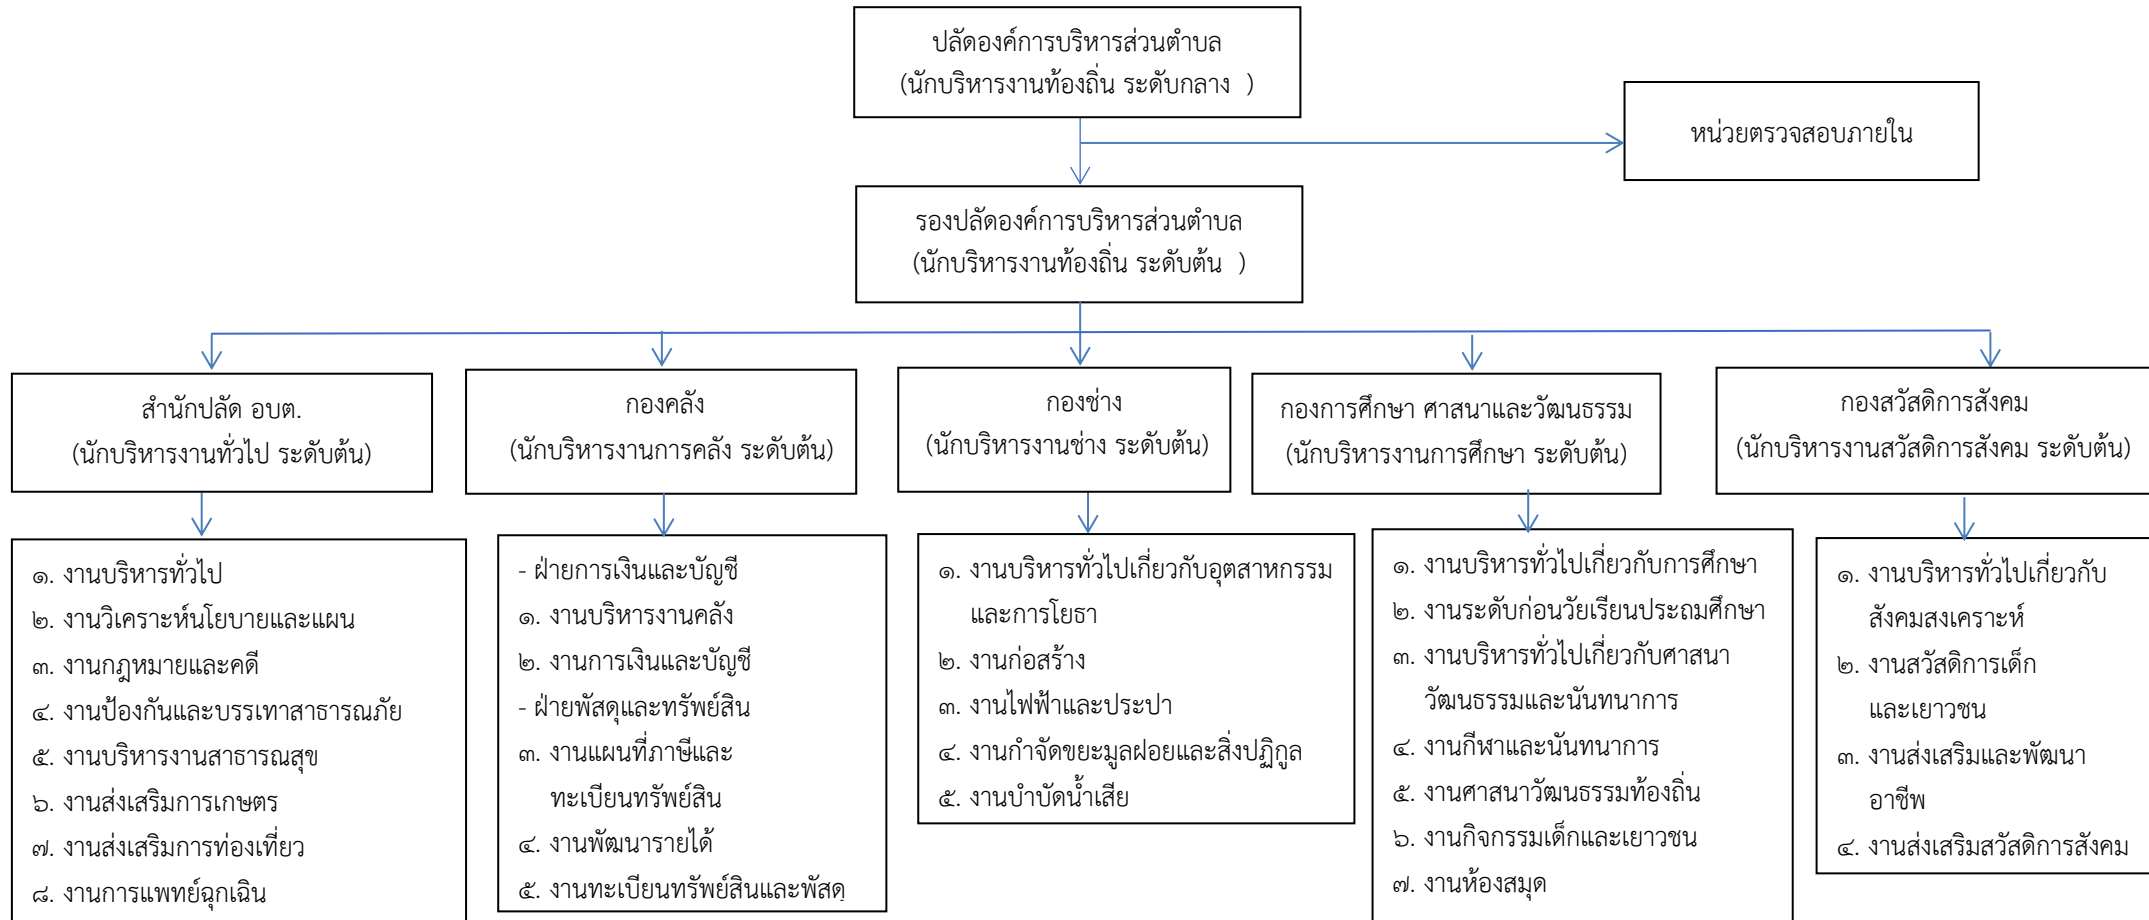 ปลัดองค์การบริหารส่วนตำบล
(นักบริหารงานท้องถิ่น ระดับกลาง )
หน่วยตรวจสอบภายใน
รองปลัดองค์การบริหารส่วนตำบล
(นักบริหารงานท้องถิ่น ระดับต้น )
สำนักปลัด อบต.
(นักบริหารงานทั่วไป ระดับต้น)
กองคลัง
(นักบริหารงานการคลัง ระดับต้น)
กองช่าง
(นักบริหารงานช่าง ระดับต้น)
กองการศึกษา ศาสนาและวัฒนธรรม
(นักบริหารงานการศึกษา ระดับต้น)
กองสวัสดิการสังคม
(นักบริหารงานสวัสดิการสังคม ระดับต้น)
๑. งานบริหารทั่วไป
๒. งานวิเคราะห์นโยบายและแผน
๓. งานกฎหมายและคดี
๔. งานป้องกันและบรรเทาสาธารณภัย
๕. งานบริหารงานสาธารณสุข
๖. งานส่งเสริมการเกษตร
๗. งานส่งเสริมการท่องเที่ยว
๘. งานการแพทย์ฉุกเฉิน
- ฝ่ายการเงินและบัญชี
๑. งานบริหารงานคลัง
๒. งานการเงินและบัญชี
- ฝ่ายพัสดุและทรัพย์สิน
๓. งานแผนที่ภาษีและ
ทะเบียนทรัพย์สิน
๔. งานพัฒนารายได้
๕. งานทะเบียนทรัพย์สินและพัสดุ
๑. งานบริหารทั่วไปเกี่ยวกับอุตสาหกรรม
และการโยธา
๒. งานก่อสร้าง
๓. งานไฟฟ้าและประปา
๔. งานกำจัดขยะมูลฝอยและสิ่งปฏิกูล
๕. งานบำบัดน้ำเสีย
๑. งานบริหารทั่วไปเกี่ยวกับการศึกษา
๒. งานระดับก่อนวัยเรียนประถมศึกษา
๓. งานบริหารทั่วไปเกี่ยวกับศาสนา
วัฒนธรรมและนันทนาการ
๔. งานกีฬาและนันทนาการ
๕. งานศาสนาวัฒนธรรมท้องถิ่น
๖. งานกิจกรรมเด็กและเยาวชน
๗. งานห้องสมุด
๑. งานบริหารทั่วไปเกี่ยวกับ
สังคมสงเคราะห์
๒. งานสวัสดิการเด็ก
และเยาวชน
๓. งานส่งเสริมและพัฒนา
อาชีพ
๔. งานส่งเสริมสวัสดิการสังคม